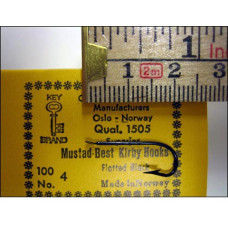 1 2 3
2m
1
KEY
BRAND
Manufacturers
Oslo - Norway
Qual. 1505
Mustad-Best Kirby Hooks
100 4
No.
Made in Norway